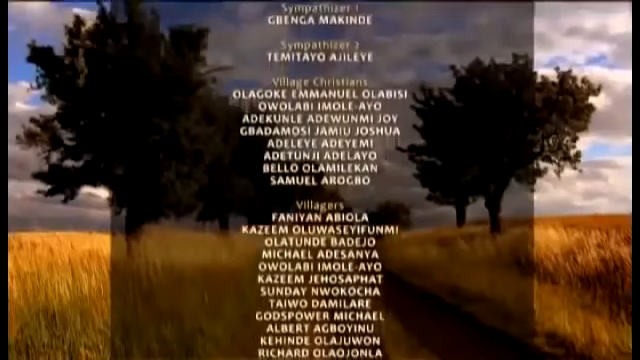 Sympathizer 1
GBENGA MAKINDE
Sympathizer 2
TEMITAYO AJILEYE
Village Christians
OLAGOKE EMMANUEL OLABISI
OWOLABI IMOLE-AYO
ADEKUNLE ADEWUNMI JOY
GBADAMOSI JAMIU JOSHUA
ADELEYE ADEYEMI
ADETUNJI ADELAYO
BELLO OLAMILEKAN
SAMUEL AROGBO
Villagers
FANIYAN ABIOLA
KAZEEM OLUWASEYIFUNMI
OLATUNDE BADEJO
MICHAEL ADESANYA
OWOLABI IMOLE-AYO
KAZEEM JEHOSAPHAT
SUNDAY NWOKOCHA
TAIWO DAMILARE
GODSPOWER MICHAEL
ALBERT AGBOYINU
KEHINDE OLAJUWON
RICHARD OLAOJONLA